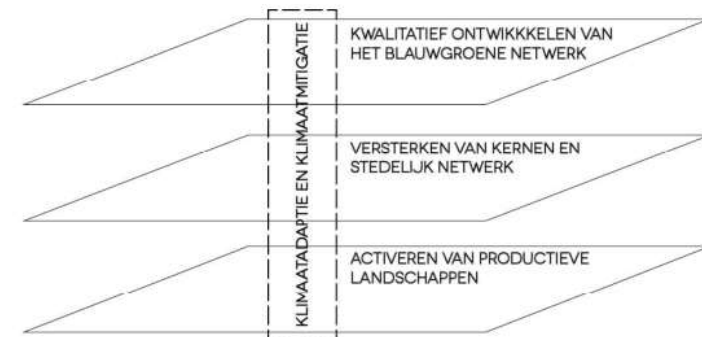 KWALITATIEF ONTWIKKKELEN VAN
HET BLAUWGROENE NETWERK
VERSTERKEN VAN KERNEN EN
STEDELIJK NETWERK
ACTIVEREN VAN PRODUCTIEVE
LANDSCHAPPEN
KLIMAATADAPTIE EN KLIMAATMITIGATIE